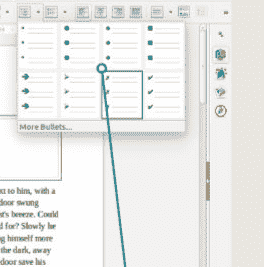 More Bullets...
xt to him, with a
door swung
t's breeze. Could
d for? Slowly he
ng himself more
the dark, away
door save his